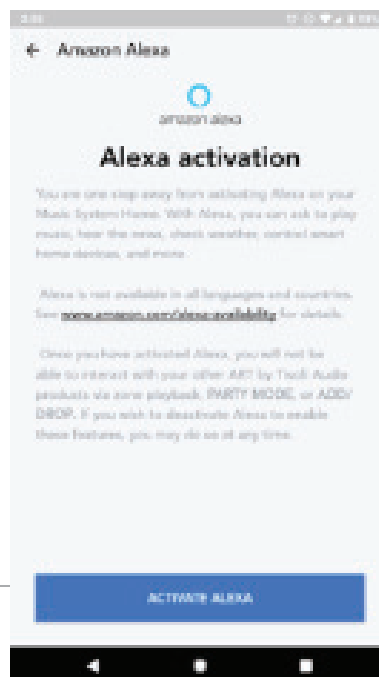 Amazon Alexa
amazon alexa
Alexa activation
You are one step away from activating Alexa on your
Music System Home. With Alexa, you can ask to play
music, hear the news, check weather, control smart
home devices, and more.
Alexa is not available in all languages and countries.
See www.amazon.com/alexa-availability for details.
Once you have activated Alexa, you will not be
able to interact with your other ART by Tivoli Audio
products via zone playback, PARTY MODE, or ADD/
DROP. If you wish to deactivate Alexa to enable
these features, you may do so at any time.
ACTIVATE ALEXA